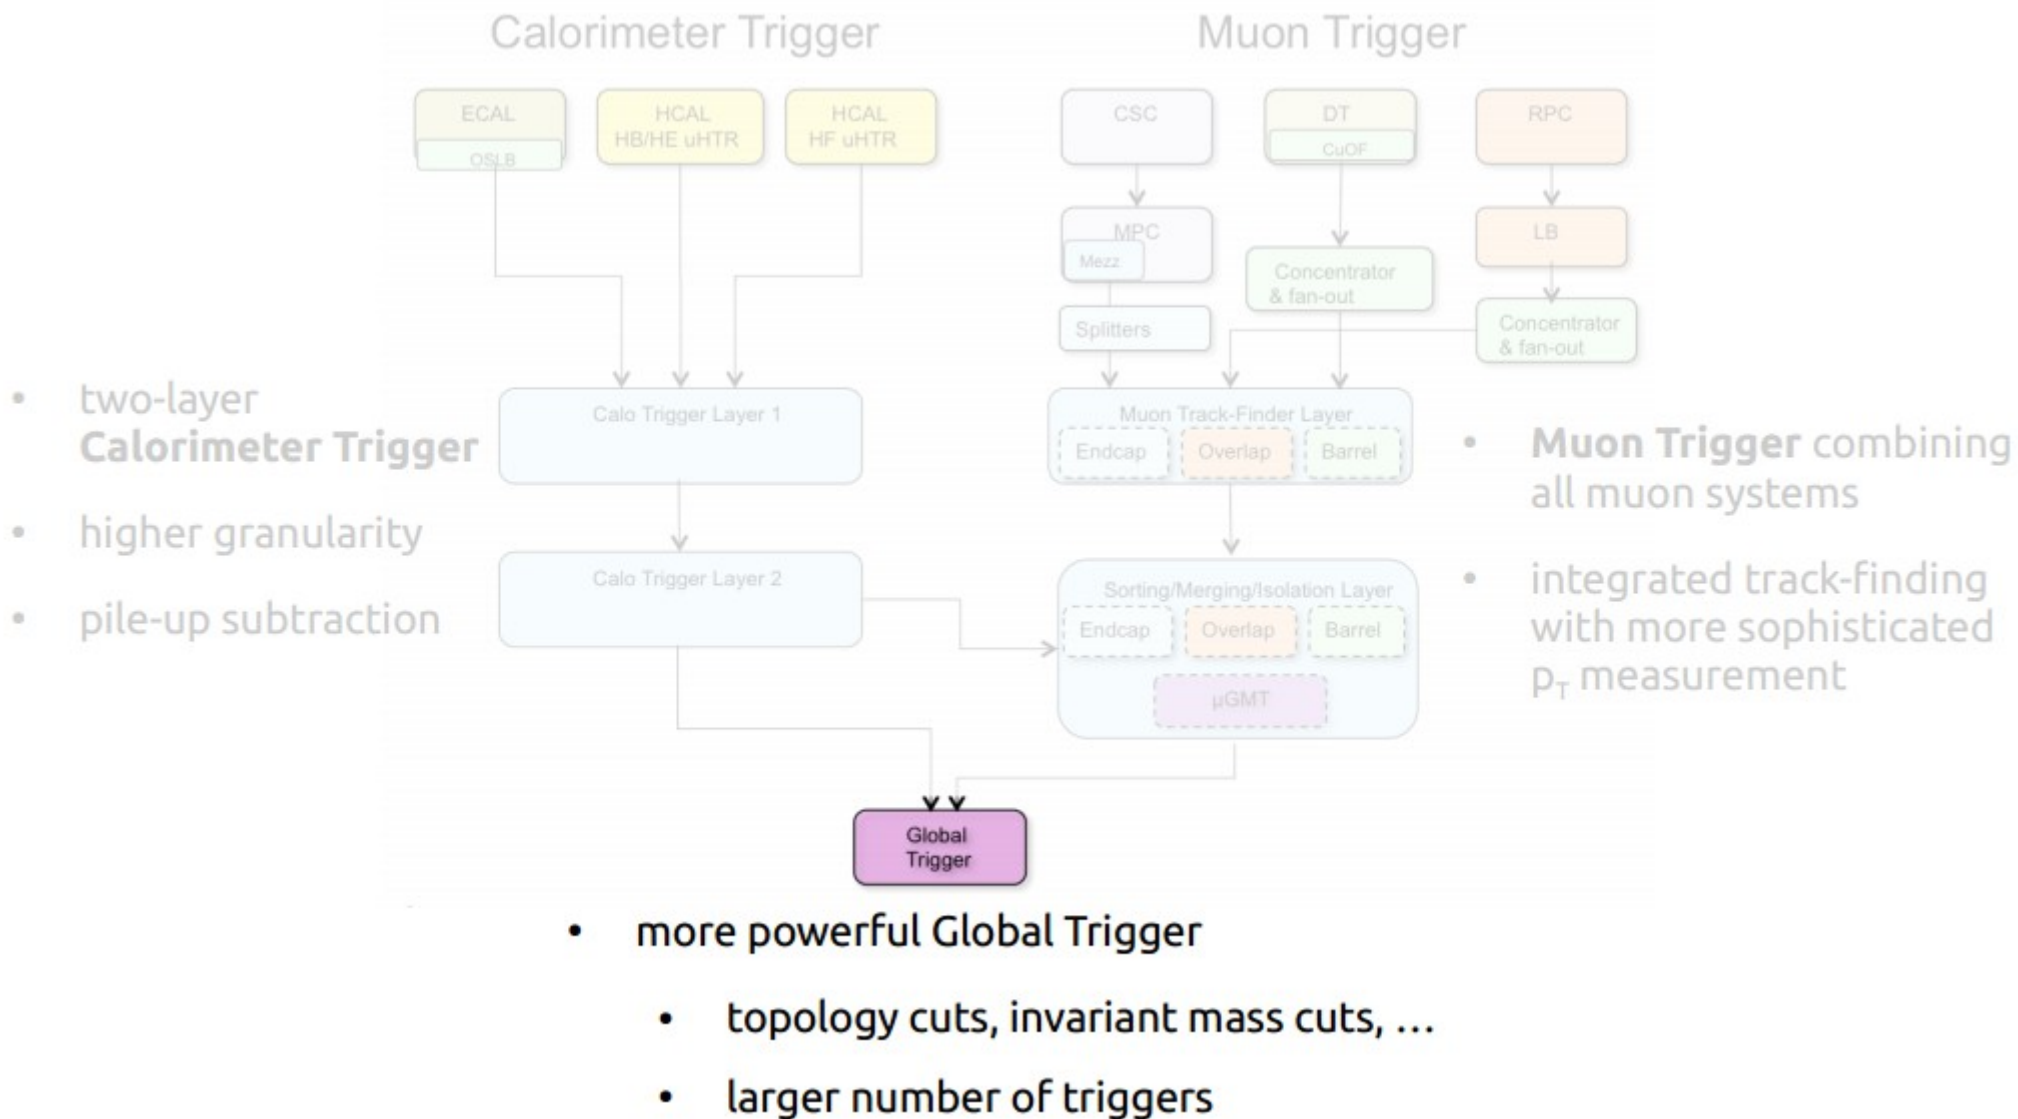 Calorimeter Trigger
Muon Trigger
ECAL
OSLB
HCAL
HB/HE uHTR
HCAL
HF uHTR
CSC
DT
CuOF
RPC
MPC
Mezz
LB
Concentrator
& fan-out
Splitters
Concentrator
& fan-out
• two-layer
Calorimeter Trigger
• higher granularity
• pile-up subtraction
Calo Trigger Layer 1
Muon Track-Finder Layer
Endcap
Overlap
Barrel
• Muon Trigger combining
all muon systems
• integrated track-finding
with more sophisticated
pT measurement
Calo Trigger Layer 2
Sorting/Merging/Isolation Layer
Endcap
Overlap
Barrel
µGMT
Global
Trigger
• more powerful Global Trigger
• topology cuts, invariant mass cuts, …
• larger number of triggers